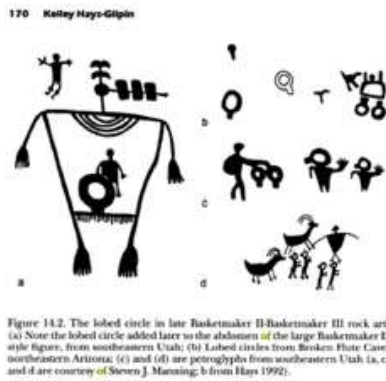 170 Kelley Hays-Gilpin
b
c
a
d
Figure 14.2. The lobed circle in late Basketmaker II-Basketmaker III rock art
(a) Note the lobed circle added later to the abdomen of the large Basketmaker I
style figure, from southeastern Utah; (b) Lobed circles from Broken Flute Cave
northeastern Arizona; (c) and (d) are petroglyphs from southeastern Utah (a, c
and d are courtesy of Steven J. Manning; b from Hays 1992).